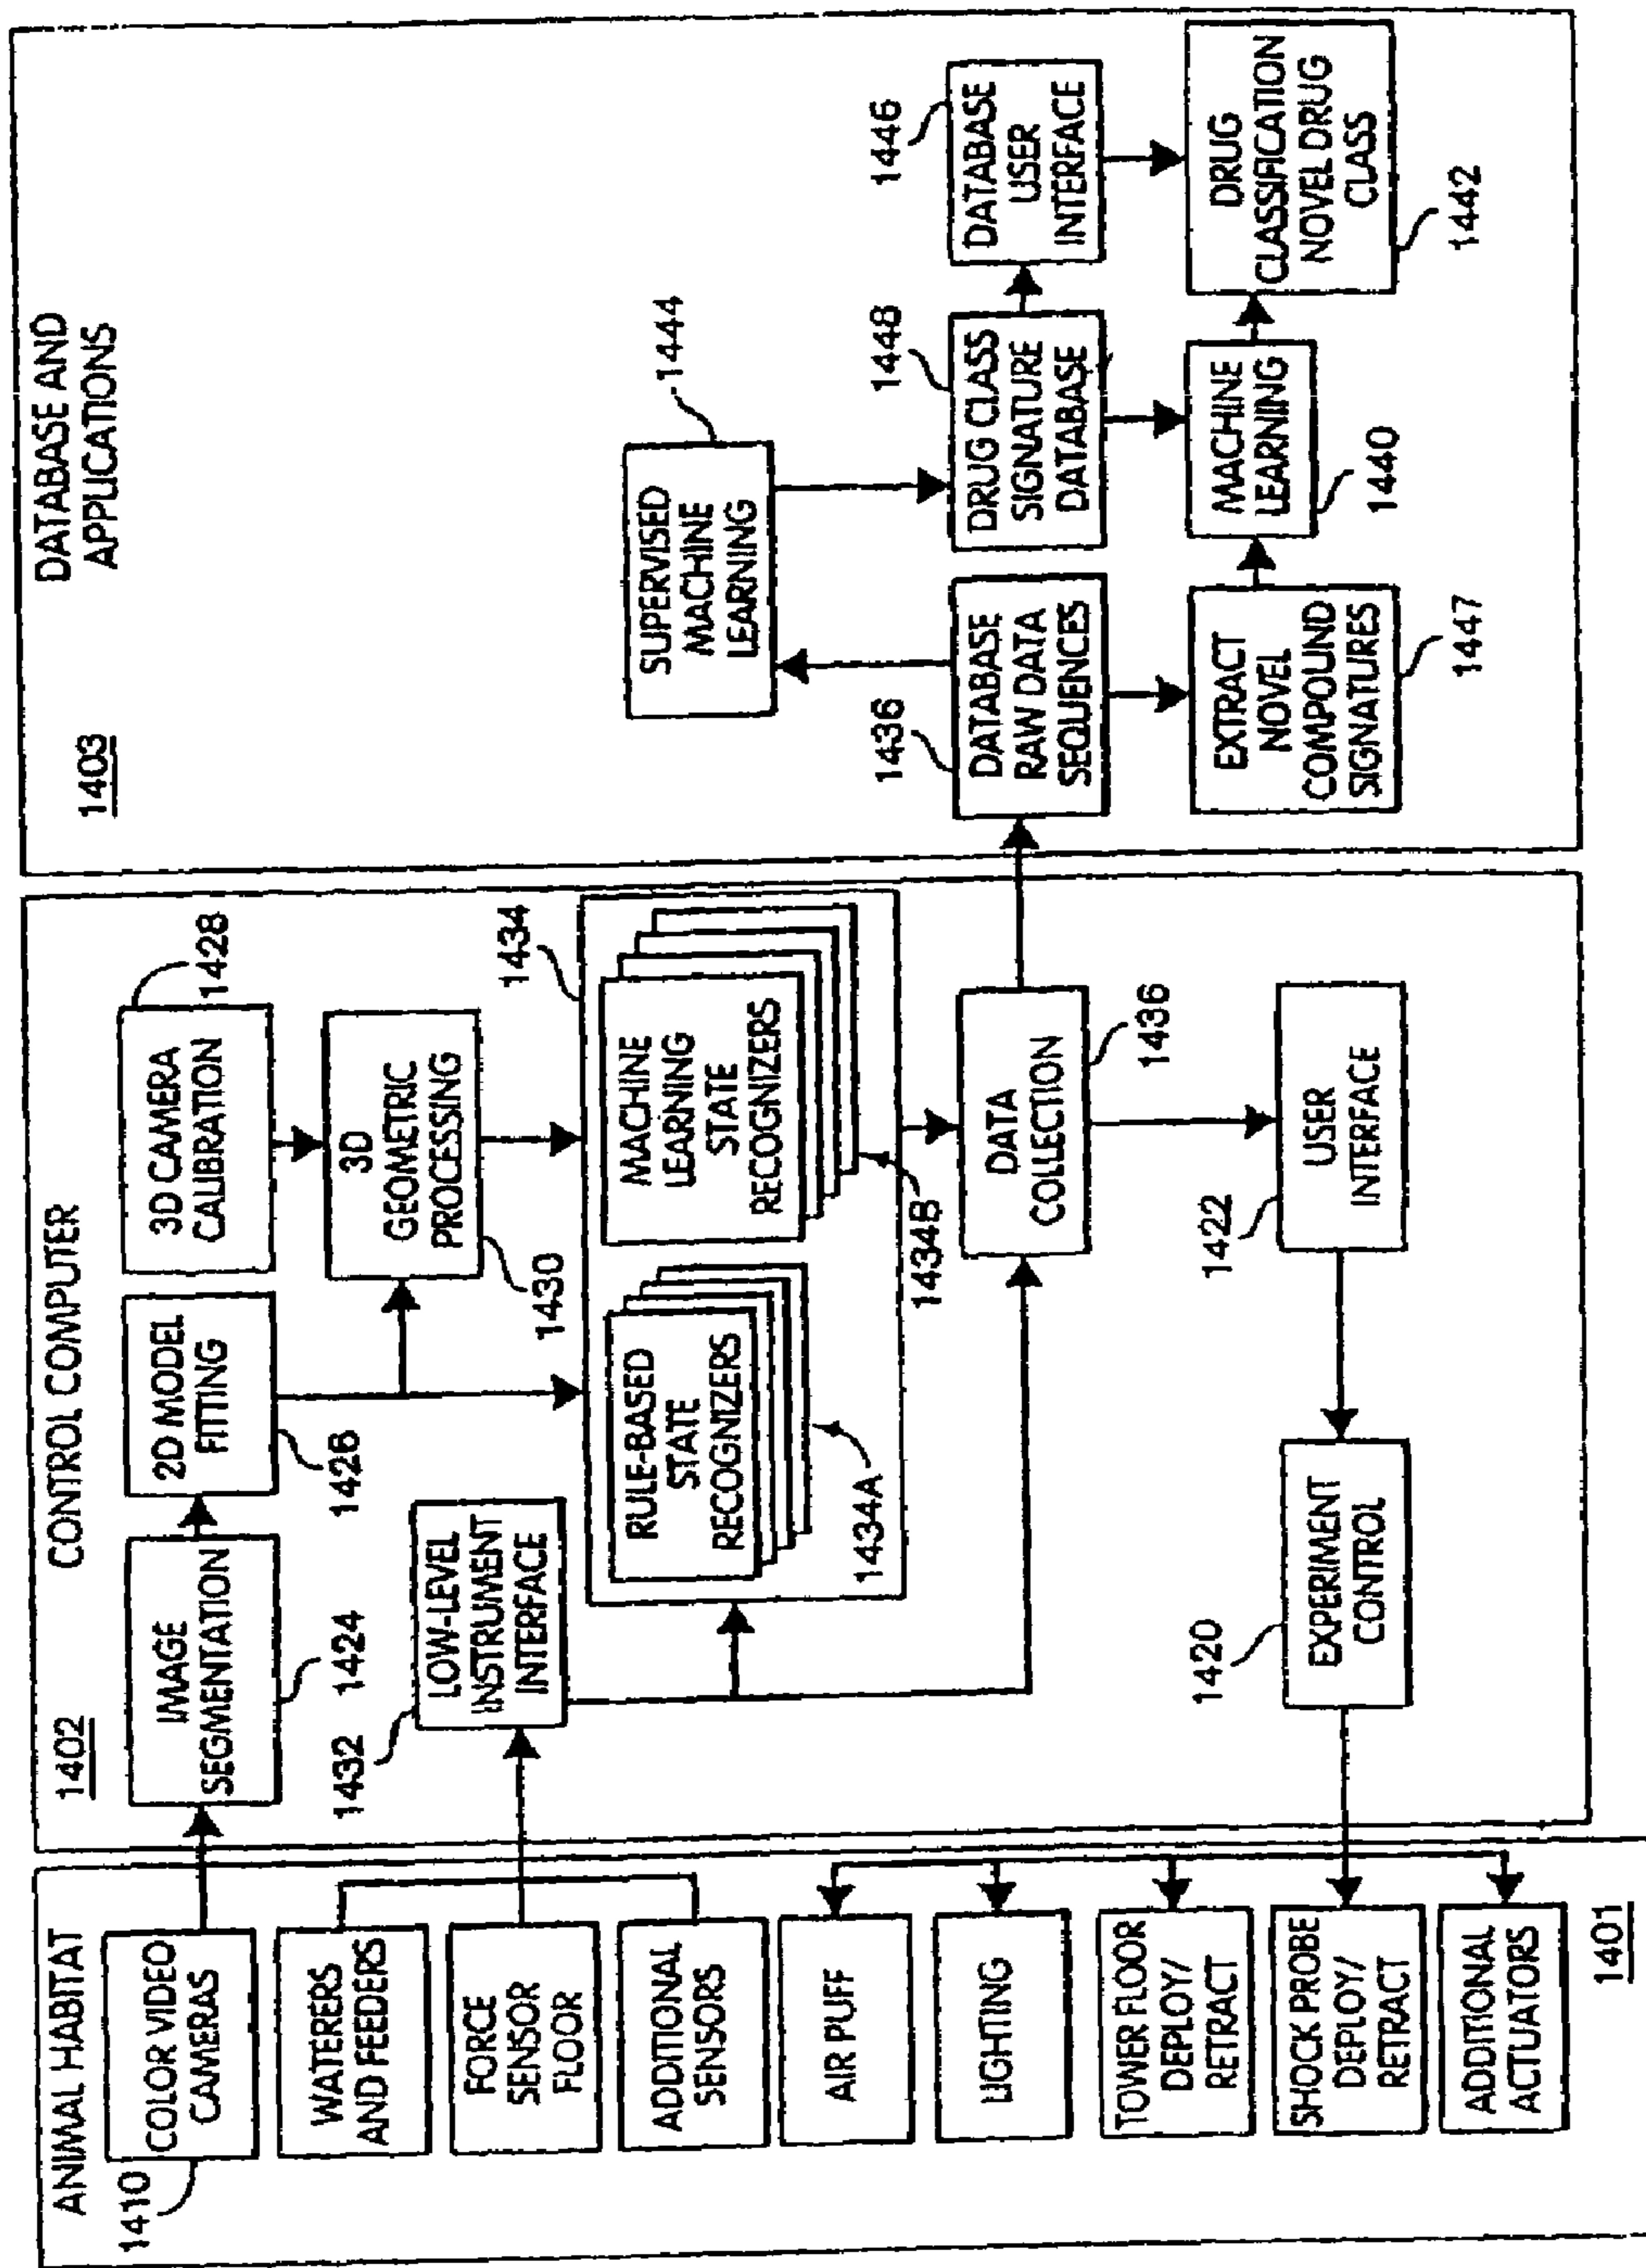 ANIMAL HABITAT
1410
COLOR VIDEO
CAMERAS
WATERERS
AND FEEDERS
FORCE
SENSOR
FLOOR
ADDITIONAL
SENSORS
AIR PUFF
LIGHTING
TOWER FLOOR
DEPLOY/
RETRACT
SHOCK PROBE
DEPLOY/
RETRACT
ADDITIONAL
ACTUATORS
1401
1402
CONTROL COMPUTER
IMAGE
SEGMENTATION
1424
2D MODEL
FITTING
1426
3D CAMERA
CALIBRATION
1428
3D
GEOMETRIC
PROCESSING
1430
1432
LOW-LEVEL
INSTRUMENT
INTERFACE
1434
RULE-BASED
STATE
RECOGNIZERS
1434A
MACHINE
LEARNING
STATE
RECOGNIZERS
1434B
DATA
COLLECTION
1436
1422
USER
INTERFACE
1420
EXPERIMENT
CONTROL
1403
DATABASE AND
APPLICATIONS
SUPERVISED
MACHINE
LEARNING
1444
1436
DATABASE
RAW DATA
SEQUENCES
1448
DRUG CLASS
SIGNATURE
DATABASE
1446
DATABASE
USER
INTERFACE
EXTRACT
NOVEL
COMPOUND
SIGNATURES
1447
MACHINE
LEARNING
1440
DRUG
CLASSIFICATION
NOVEL DRUG
CLASS
1442